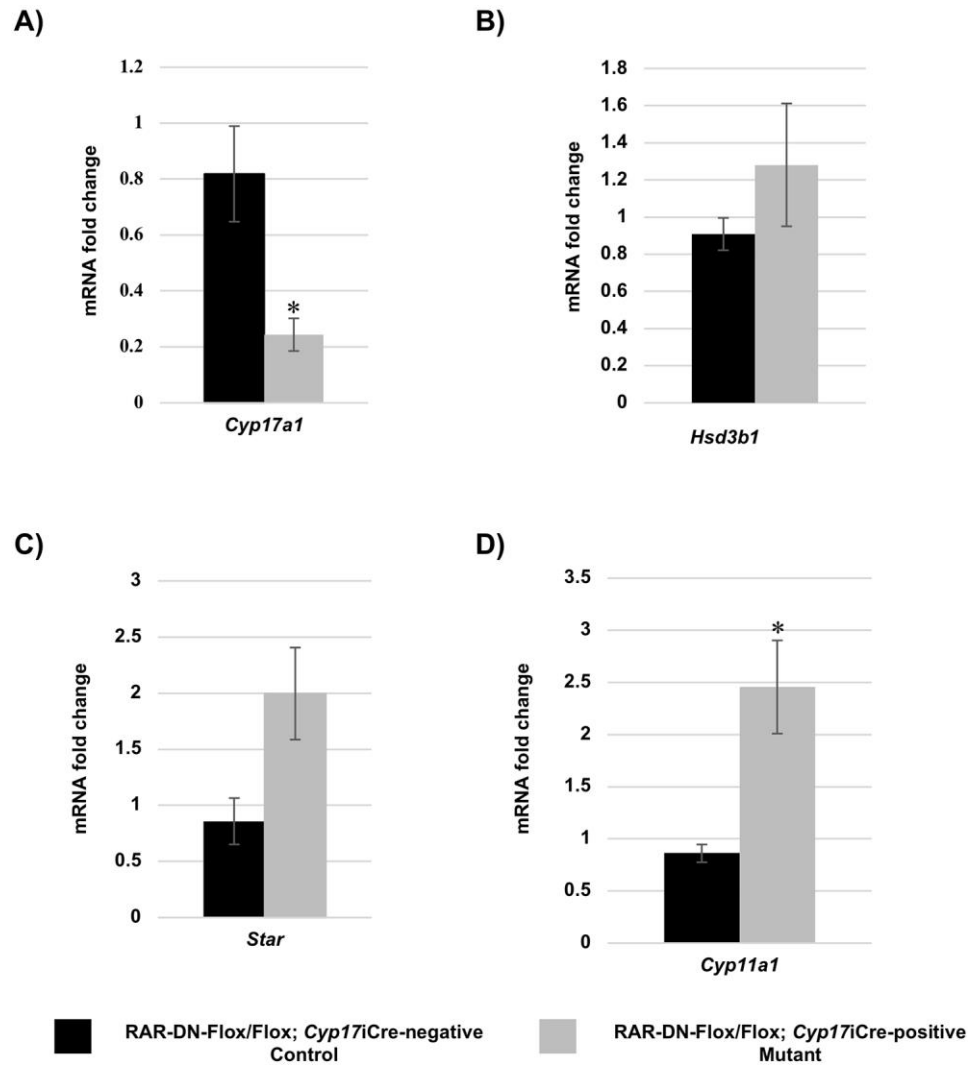 A)
1.2
1
0.8
0.6
0.4
0.2
0
mRNA fold change
*
Cyp17a1
B)
1.8
1.6
1.4
1.2
1
0.8
0.6
0.4
0.2
0
mRNA fold change
Hsd3b1
C)
3
2.5
2
1.5
1
0.5
0
mRNA fold change
Star
D)
3.5
3
2.5
2
1.5
1
0.5
0
mRNA fold change
*
Cyp11a1
RAR-DN-Flox/Flox; Cyp17iCre-negative
Control
RAR-DN-Flox/Flox; Cyp17iCre-positive
Mutant